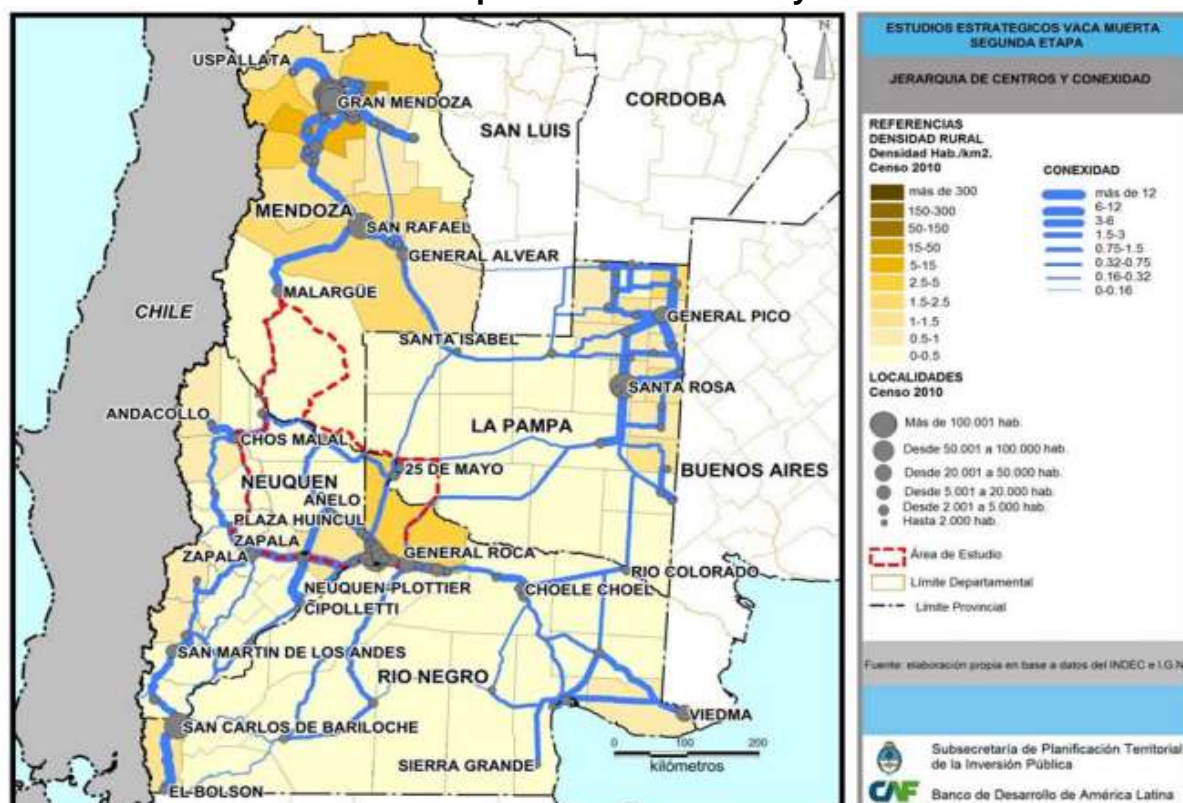 USPALLATA
GRAN MENDOZA
CORDOBA
SAN LUIS
N
MENDOZA
SAN RAFAEL
GENERAL ALVEAR
MALARGÜE
CHILE
GENERAL PICO
SANTA ISABEL
SANTA ROSA
ANDACOLLO
LA PAMPA
CHOS MALAL
25 DE MAYO
BUENOS AIRES
NEUQUEN
AÑELO
PLAZA HUINCUL
ZAPALA
ZAPALA
GENERAL ROCA
RIO COLORADO
NEUQUEN-PLOTTIER
CHOELE CHOEL
CIPOLLETTI
SAN MARTIN DE LOS ANDES
RIO NEGRO
VIEDMA
SAN CARLOS DE BARILOCHE
0 100 200
kilómetros
SIERRA GRANDE
EL BOLSON
ESTUDIOS ESTRATEGICOS VACA MUERTA
SEGUNDA ETAPA
JERARQUIA DE CENTROS Y CONEXIDAD
REFERENCIAS
DENSIDAD RURAL
Densidad Hab./km2.
Censo 2010
más de 300
150-300
50-150
15-50
5-15
2.5-5
1.5-2.5
1-1.5
0.5-1
0-0.5
CONEXIDAD
más de 12
6-12
3-6
1.5-3
0.75-1.5
0.32-0.75
0.16-0.32
0-0.16
LOCALIDADES
Censo 2010
Más de 100.001 hab.
Desde 50.001 a 100.000 hab.
Desde 20.001 a 50.000 hab.
Desde 5.001 a 20.000 hab.
Desde 2.001 a 5.000 hab.
Hasta 2.000 hab.
Área de Estudio
Límite Departamental
Límite Provincial
Fuente: elaboración propia en base a datos del INDEC e I.G.N
Subsecretaría de Planificación Territorial
de la Inversión Pública
CAF Banco de Desarrollo de América Latina